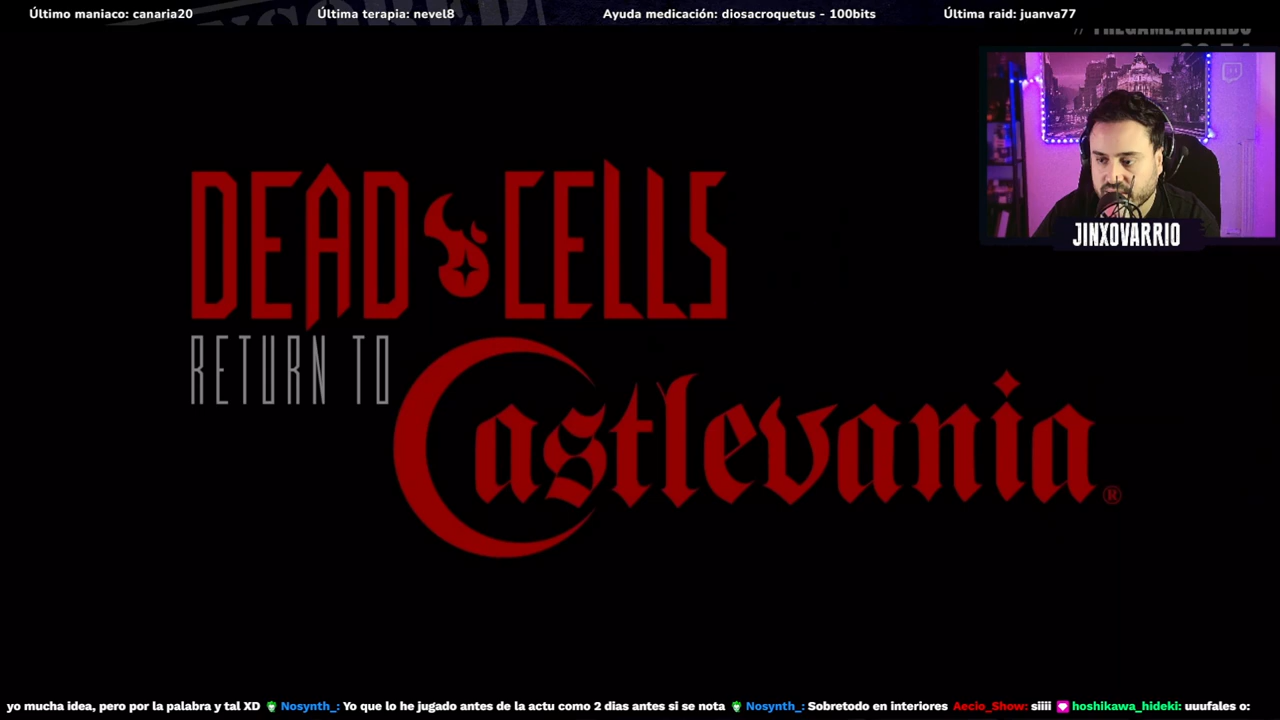 Último maniaco: canaria20
Última terapia: nevel8
Ayuda medicación: diosacroquetus - 100bits
Última raid: juanva77
JINXOVARRIO
DEAD CELLS
RETURN TO
Castlevania®
yo mucha idea, pero por la palabra y tal XD Nosynth_: Yo que lo he jugado antes de la actu como 2 dias antes si se nota Nosynth_: Sobretodo en interiores Aecio_Show: siiii hoshikawa_hideki: uuufales o: